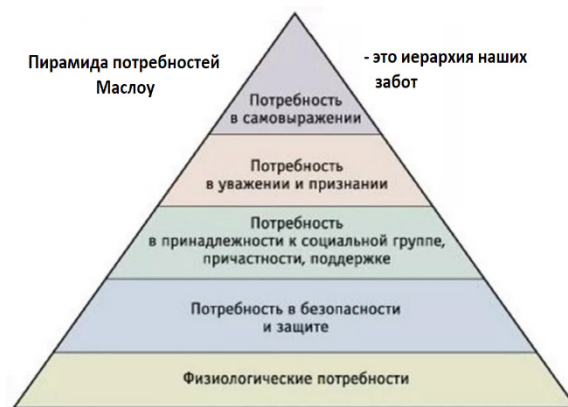 Пирамида потребностей
Маслоу
- это иерархия наших
забот
Потребность
в самовыражении
Потребность
в уважении и признании
Потребность
в принадлежности к социальной группе,
причастности, поддержке
Потребность в безопасности
и защите
Физиологические потребности